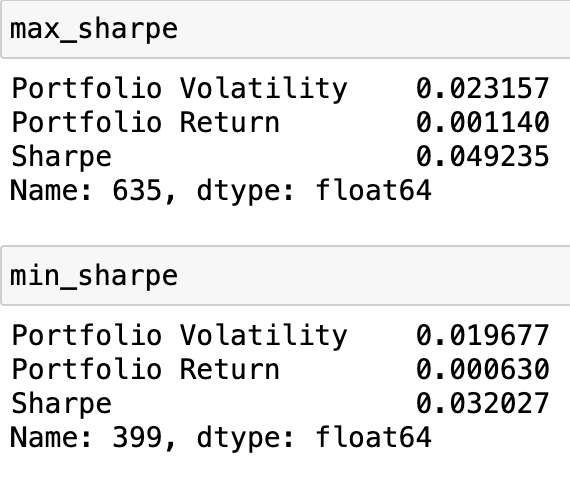 max_sharpe
Portfolio Volatility    0.023157
Portfolio Return        0.001140
Sharpe                  0.049235
Name: 635, dtype: float64
min_sharpe
Portfolio Volatility    0.019677
Portfolio Return        0.000630
Sharpe                  0.032027
Name: 399, dtype: float64